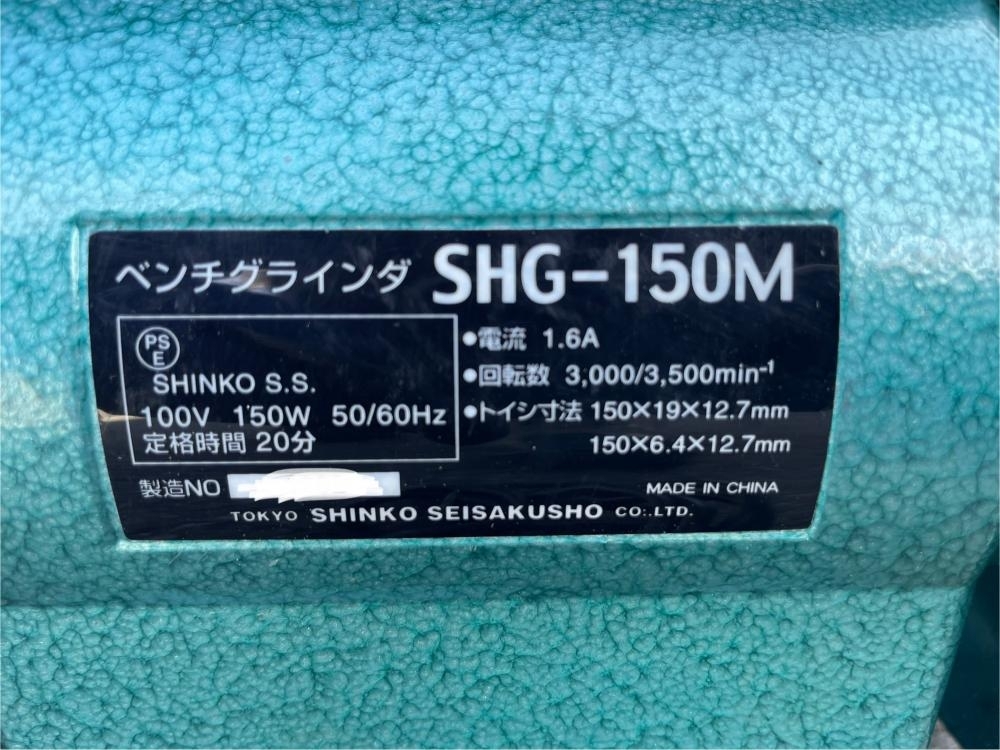 ベンチグラインダ SHG-150M
PS
E
SHINKO S.S.
100V 150W 50/60Hz
定格時間 20分
●電流 1.6A
●回転数 3,000/3,500min-1
●トイシ寸法 150×19×12.7mm
150×6.4×12.7mm
製造NO
MADE IN CHINA
TOKYO SHINKO SEISAKUSHO CO.,LTD.